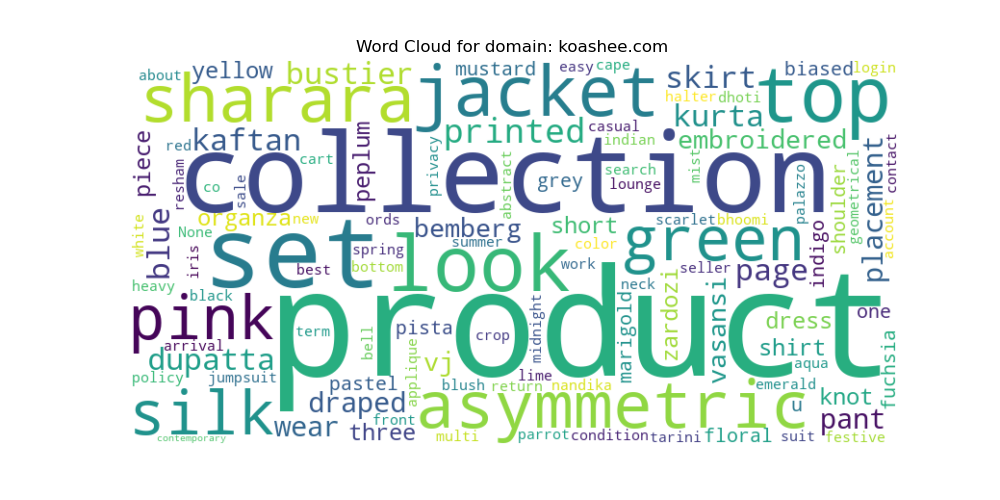 Word Cloud for domain: koashee.com
about yellow bustier jacket mustard easy cape skirt biased login
sharara top
halter dhoti
red kaftan printed casual kurta
indian embroidered
piece resham cart peplum privacy abstract search mist
collection
co sale grey lounge palazzo shoulder geometrical placement contact
white organza new ords bemberg short scarlet bhoomi account
None blue set spring summer color green indigo
iris best bottom look work seller page
heavy black product neck zardozi vasansi one
pink term bell pista crop midnight marigold dress
arrival vj shirt fuchsia
dupatta applique lime aqua
policy jumpsuit pastel blush return nandika emerald knot
silk draped asymmetric u pant
wear front
three multi parrot condition tarini floral suit festive
contemporary